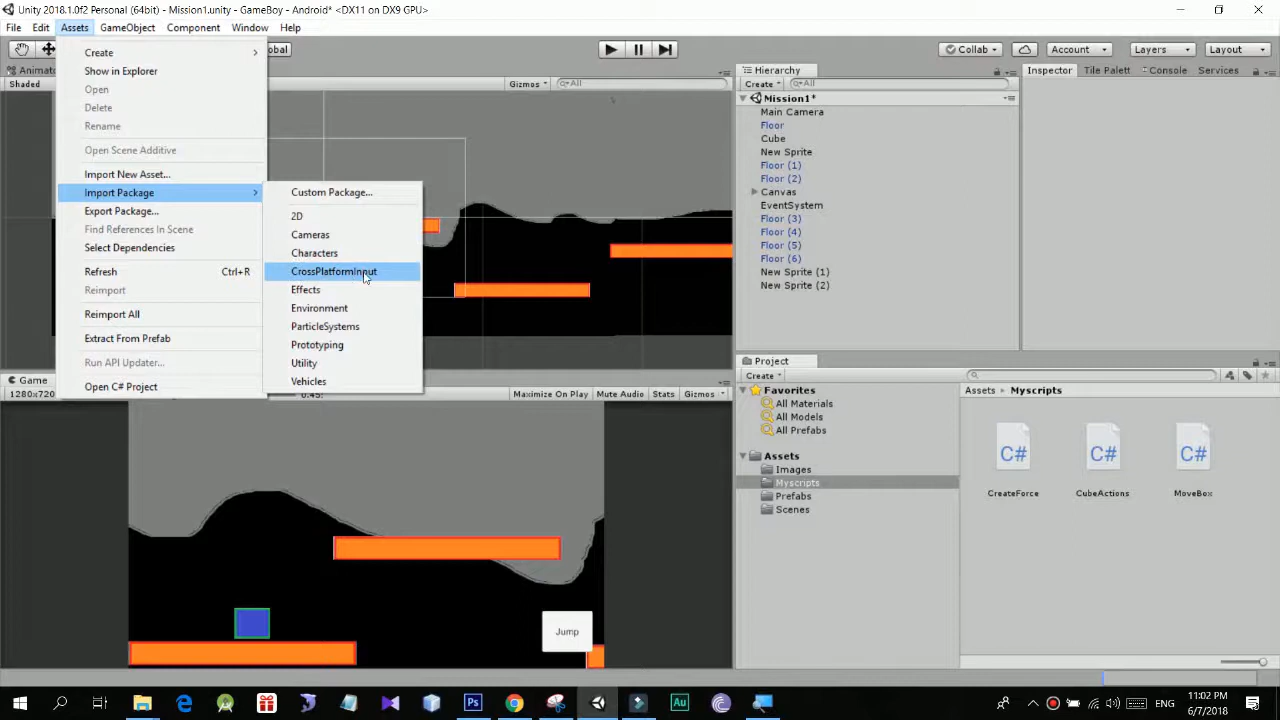 Unity 2018.1.0f2 Personal (64bit) - Mission1.unity - GameBoy - Android* <DX11 on DX9 GPU>
File Edit Assets GameObject Component Window Help
Global
Collab Account Layers Layout
Create
Show in Explorer
Open
Delete
Rename
Open Scene Additive
Import New Asset...
Import Package
Export Package...
Find References In Scene
Select Dependencies
Refresh Ctrl+R
Reimport
Reimport All
Extract From Prefab
Run API Updater...
Open C# Project
Custom Package...
2D
Cameras
Characters
CrossPlatformInput
Effects
Environment
ParticleSystems
Prototyping
Utility
Vehicles
Shaded
Gizmos All
Hierarchy
Create All
Mission1*
Main Camera
Floor
Cube
New Sprite
Floor (1)
Floor (2)
Canvas
EventSystem
Floor (3)
Floor (4)
Floor (5)
Floor (6)
New Sprite (1)
New Sprite (2)
Inspector Tile Palett Console Services
Game
1280x720
Maximize On Play Mute Audio Stats Gizmos
Jump
Project
Create
Favorites
All Materials
All Models
All Prefabs
Assets
Images
Myscripts
Prefabs
Scenes
Assets Myscripts
C# C# C#
CreateForce CubeActions MoveBox
Ps
Au
ENG
11:02 PM
6/7/2018